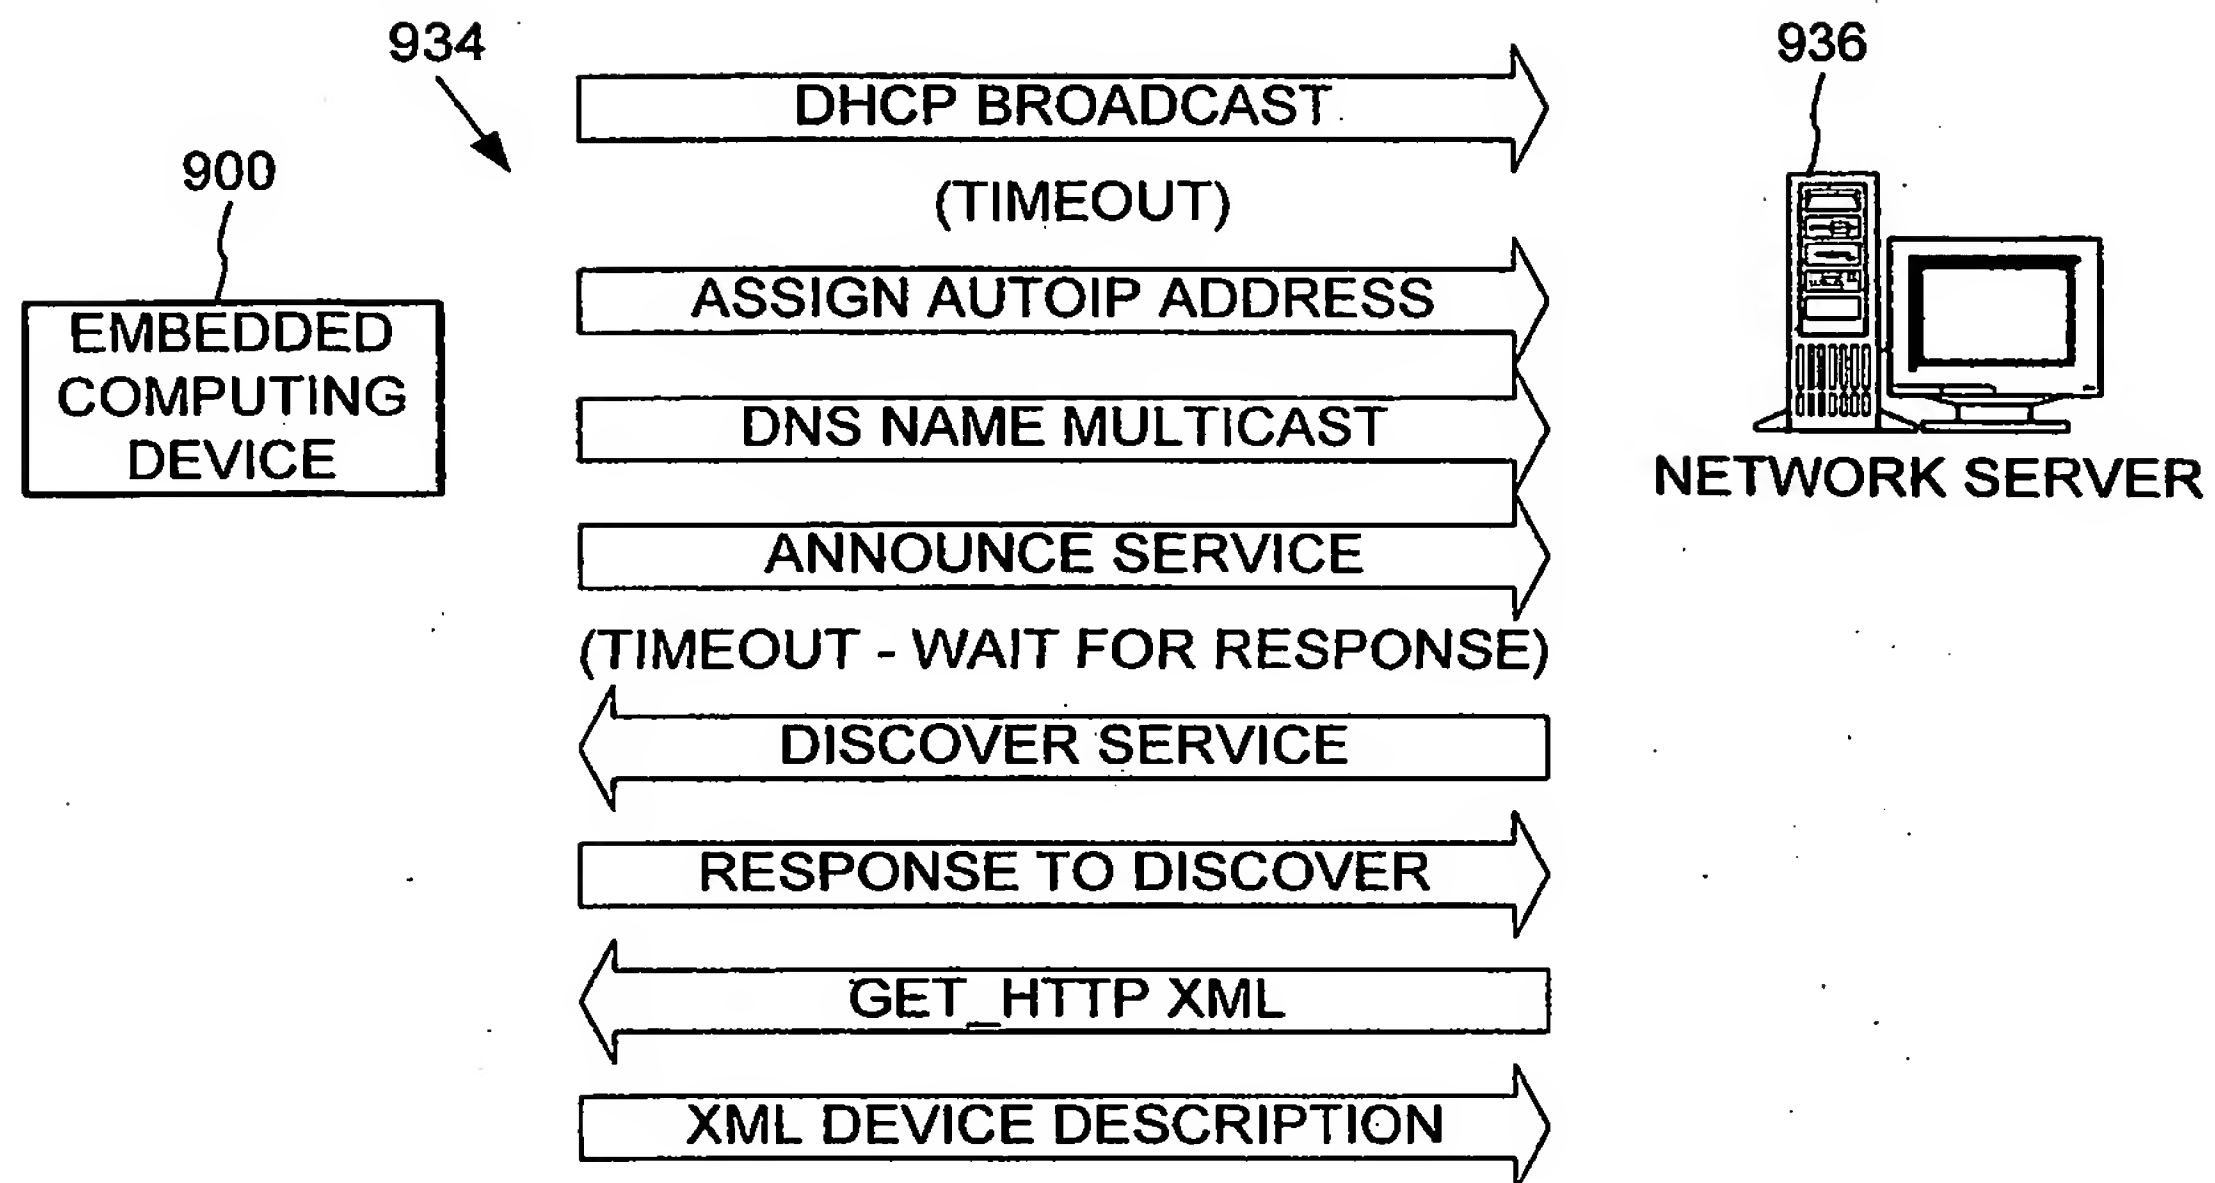 934
936
DHCP BROADCAST
900
(TIMEOUT)
ASSIGN AUTOIP ADDRESS
EMBEDDED
COMPUTING
DEVICE
DNS NAME MULTICAST
NETWORK SERVER
ANNOUNCE SERVICE
(TIMEOUT - WAIT FOR RESPONSE)
DISCOVER SERVICE
RESPONSE TO DISCOVER
GET_HTTP XML
XML DEVICE DESCRIPTION